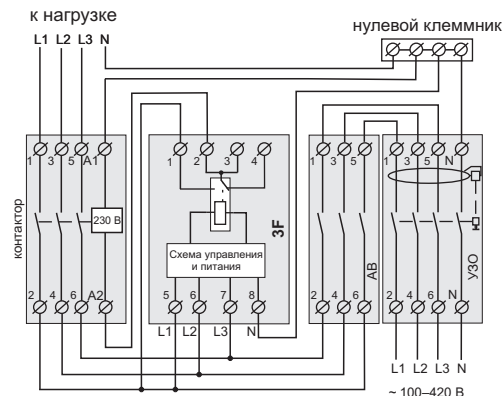 к нагрузке
нулевой клеммник
L1 L2 L3 N
1 3 5 A1
1 2 3 4
1 3 5
1 3 5 N
контактор
230 В
3F
Схема управления
и питания
АВ
УЗО
2 4 6 A2
5 6 7 8
2 4 6
2 4 6 N
L1 L2 L3 N
L1 L2 L3 N
~ 100–420 В